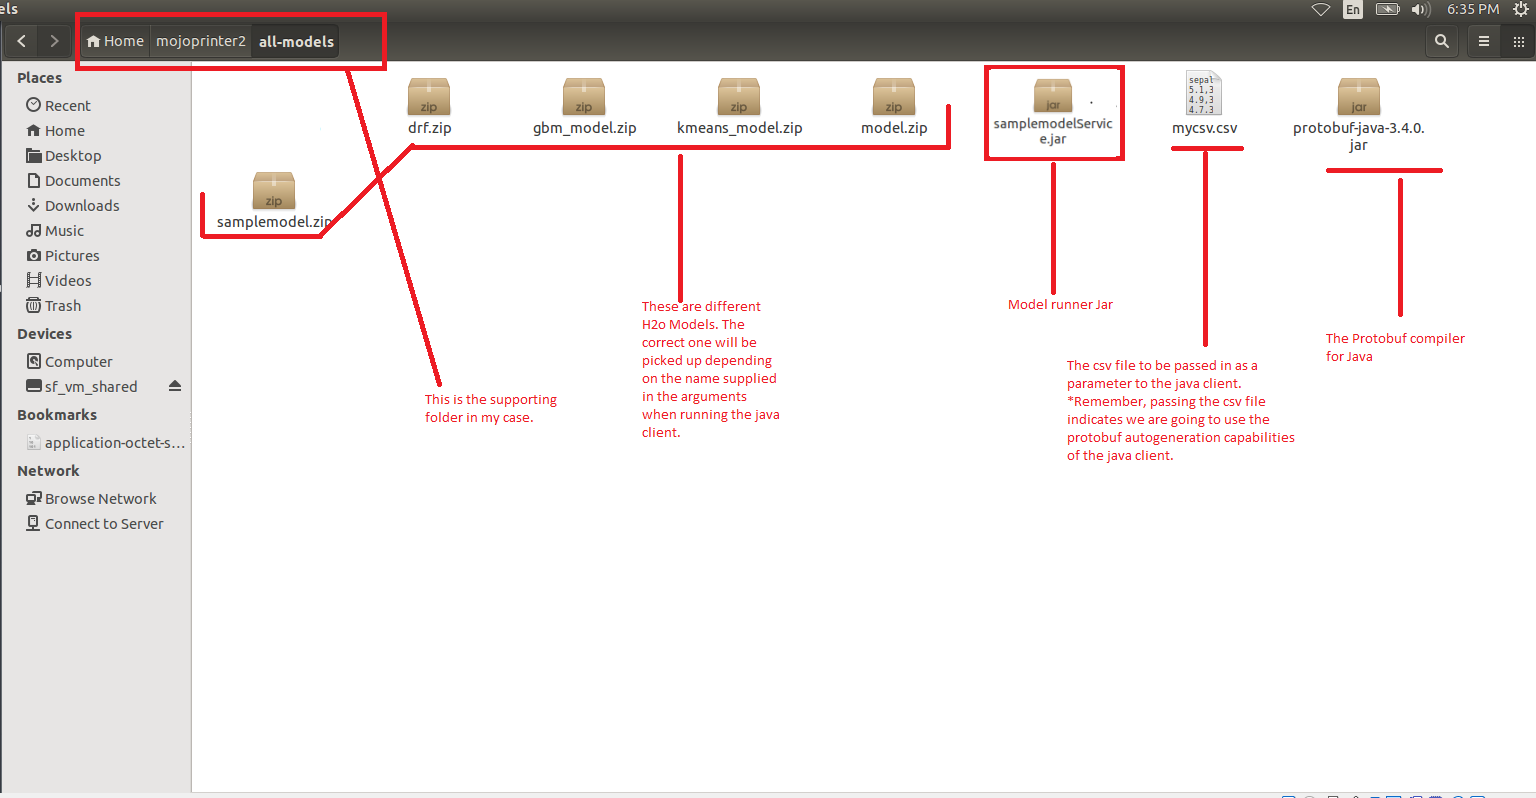 els
En
6:35 PM
Home
mojoprinter2
all-models
Places
Recent
Home
Desktop
Documents
Downloads
Music
Pictures
Videos
Trash
Devices
Computer
sf_vm_shared
Bookmarks
application-octet-s...
Network
Browse Network
Connect to Server
zip
drf.zip
zip
gbm_model.zip
zip
kmeans_model.zip
zip
model.zip
jar
samplemodelServic
e.jar
sepal
5.1,3
4.9,3
4.7,3
mycsv.csv
jar
protobuf-java-3.4.0.
jar
zip
samplemodel.zip
This is the supporting
folder in my case.
These are different
H2o Models. The
correct one will be
picked up depending
on the name supplied
in the arguments
when running the java
client.
Model runner Jar
The csv file to be passed in as a
parameter to the java client.
*Remember, passing the csv file
indicates we are going to use the
protobuf autogeneration capabilities
of the java client.
The Protobuf compiler
for Java